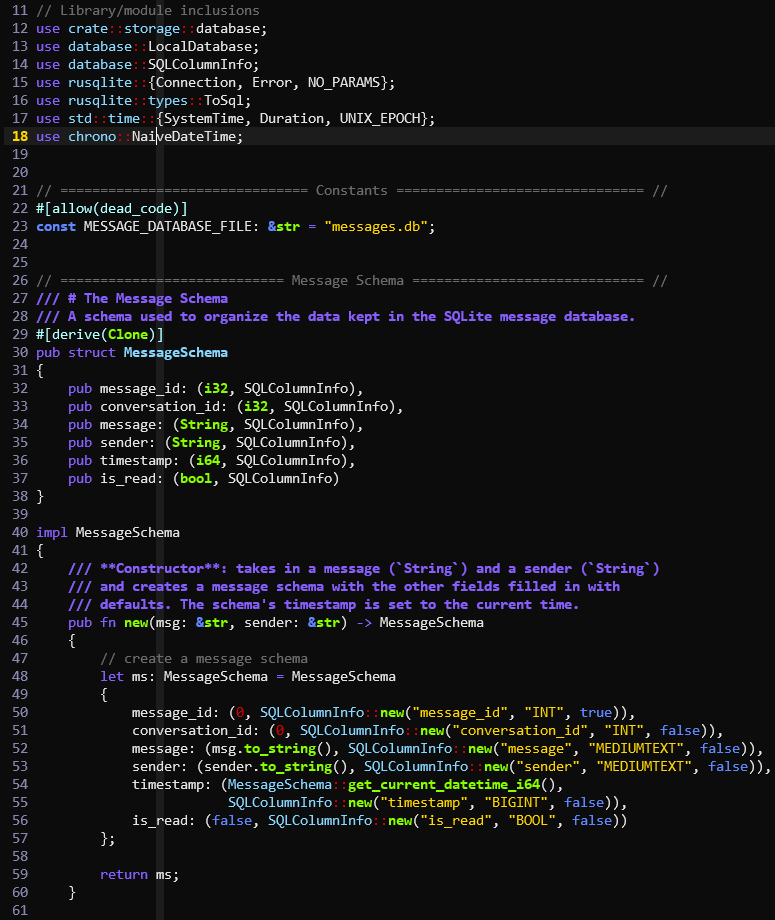 11 // Library/module inclusions
12 use crate::storage::database;
13 use database::LocalDatabase;
14 use database::SQLColumnInfo;
15 use rusqlite::{Connection, Error, NO_PARAMS};
16 use rusqlite::types::ToSql;
17 use std::time::{SystemTime, Duration, UNIX_EPOCH};
18 use chrono::NaiveDateTime;
19
20
21 // =============================== Constants =============================== //
22 #[allow(dead_code)]
23 const MESSAGE_DATABASE_FILE: &str = "messages.db";
24
25
26 // ============================ Message Schema ============================= //
27 /// # The Message Schema
28 /// A schema used to organize the data kept in the SQLite message database.
29 #[derive(Clone)]
30 pub struct MessageSchema
31 {
32     pub message_id: (i32, SQLColumnInfo),
33     pub conversation_id: (i32, SQLColumnInfo),
34     pub message: (String, SQLColumnInfo),
35     pub sender: (String, SQLColumnInfo),
36     pub timestamp: (i64, SQLColumnInfo),
37     pub is_read: (bool, SQLColumnInfo)
38 }
39
40 impl MessageSchema
41 {
42     /// **Constructor**: takes in a message (`String`) and a sender (`String`)
43     /// and creates a message schema with the other fields filled in with
44     /// defaults. The schema's timestamp is set to the current time.
45     pub fn new(msg: &str, sender: &str) -> MessageSchema
46     {
47         // create a message schema
48         let ms: MessageSchema = MessageSchema
49         {
50             message_id: (0, SQLColumnInfo::new("message_id", "INT", true)),
51             conversation_id: (0, SQLColumnInfo::new("conversation_id", "INT", false)),
52             message: (msg.to_string(), SQLColumnInfo::new("message", "MEDIUMTEXT", false)),
53             sender: (sender.to_string(), SQLColumnInfo::new("sender", "MEDIUMTEXT", false)),
54             timestamp: (MessageSchema::get_current_datetime_i64(),
55                         SQLColumnInfo::new("timestamp", "BIGINT", false)),
56             is_read: (false, SQLColumnInfo::new("is_read", "BOOL", false))
57         };
58
59         return ms;
60     }
61